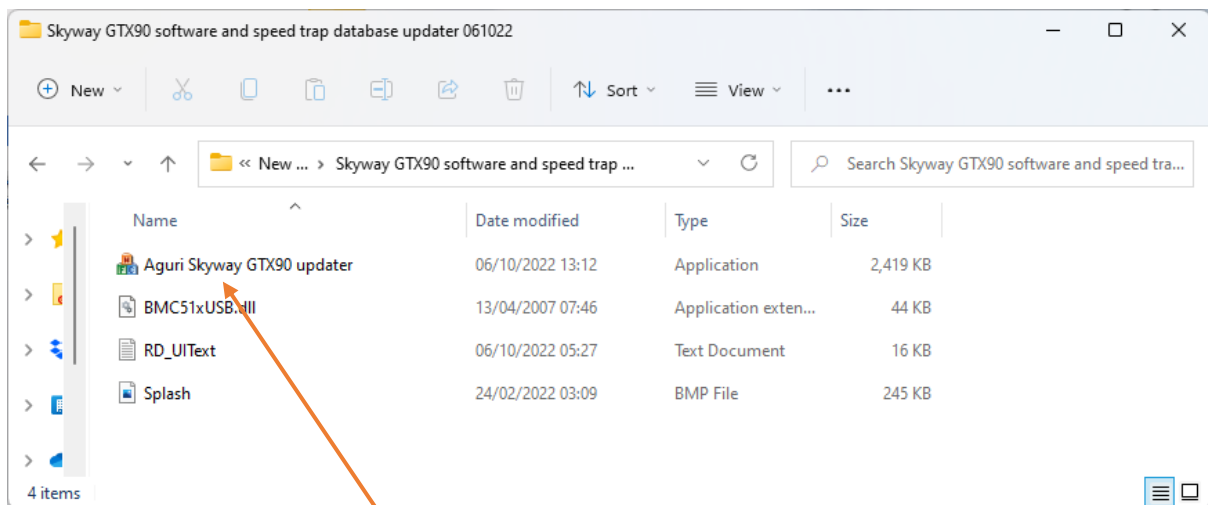 Skyway GTX90 software and speed trap database updater 061022
New Sort View
« New ... > Skyway GTX90 software and speed trap ... Search Skyway GTX90 software and speed tra...
Name Date modified Type Size
Aguri Skyway GTX90 updater 06/10/2022 13:12 Application 2,419 KB
BMC51xUSB.dll 13/04/2007 07:46 Application exten... 44 KB
RD_UIText 06/10/2022 05:27 Text Document 16 KB
Splash 24/02/2022 03:09 BMP File 245 KB
4 items